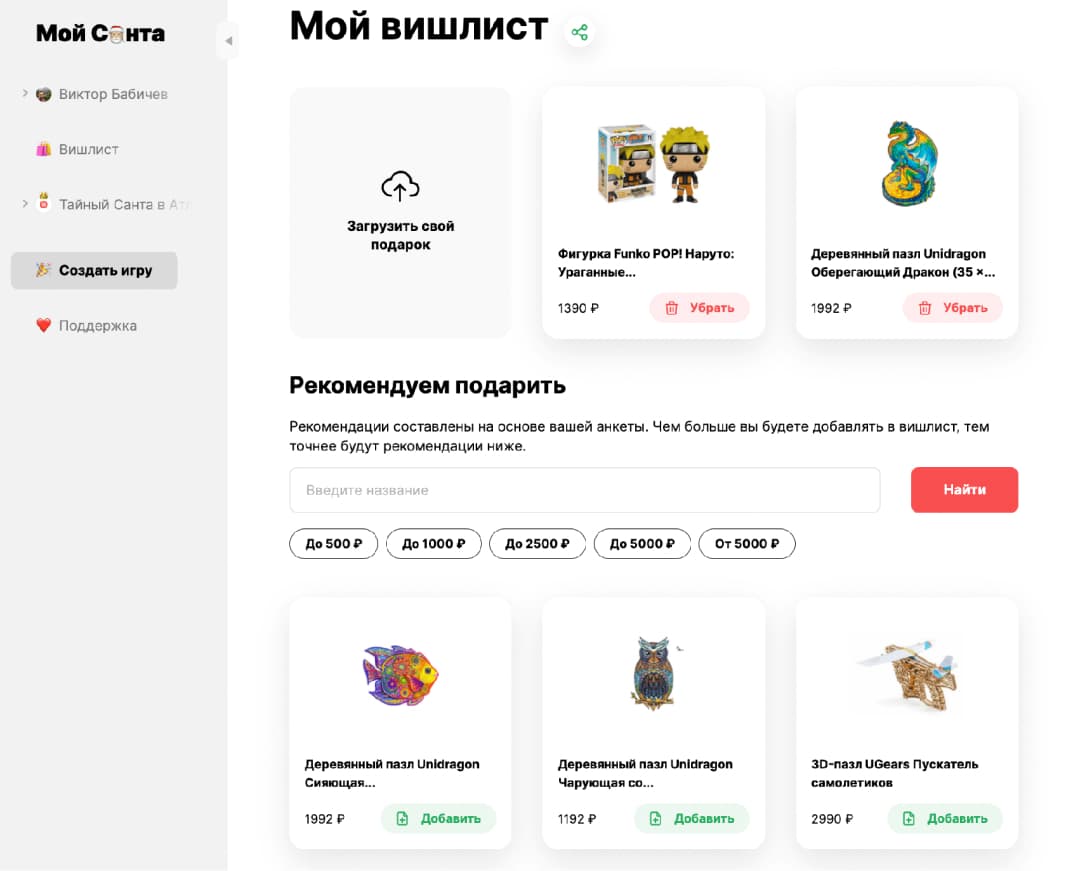 Мой Санта
Виктор Бабичев
Вишлист
Тайный Санта в
Создать игру
Поддержка
Мой вишлист
Загрузить свой
подарок
Фигурка Funko POP! Наруто:
Ураганные...
1390 ₽
Убрать
Деревянный пазл Unidragon
Оберегающий Дракон (35 ×...
1992 ₽
Убрать
Рекомендуем подарить
Рекомендации составлены на основе вашей анкеты. Чем больше вы будете добавлять в вишлист, тем
точнее будут рекомендации ниже.
Введите название
Найти
До 500 ₽
До 1000 ₽
До 2500 ₽
До 5000 ₽
От 5000 ₽
Деревянный пазл Unidragon
Сияющая...
1992 ₽
Добавить
Деревянный пазл Unidragon
Чарующая со...
1192 ₽
Добавить
3D-пазл UGears Пускатель
самолетиков
2990 ₽
Добавить